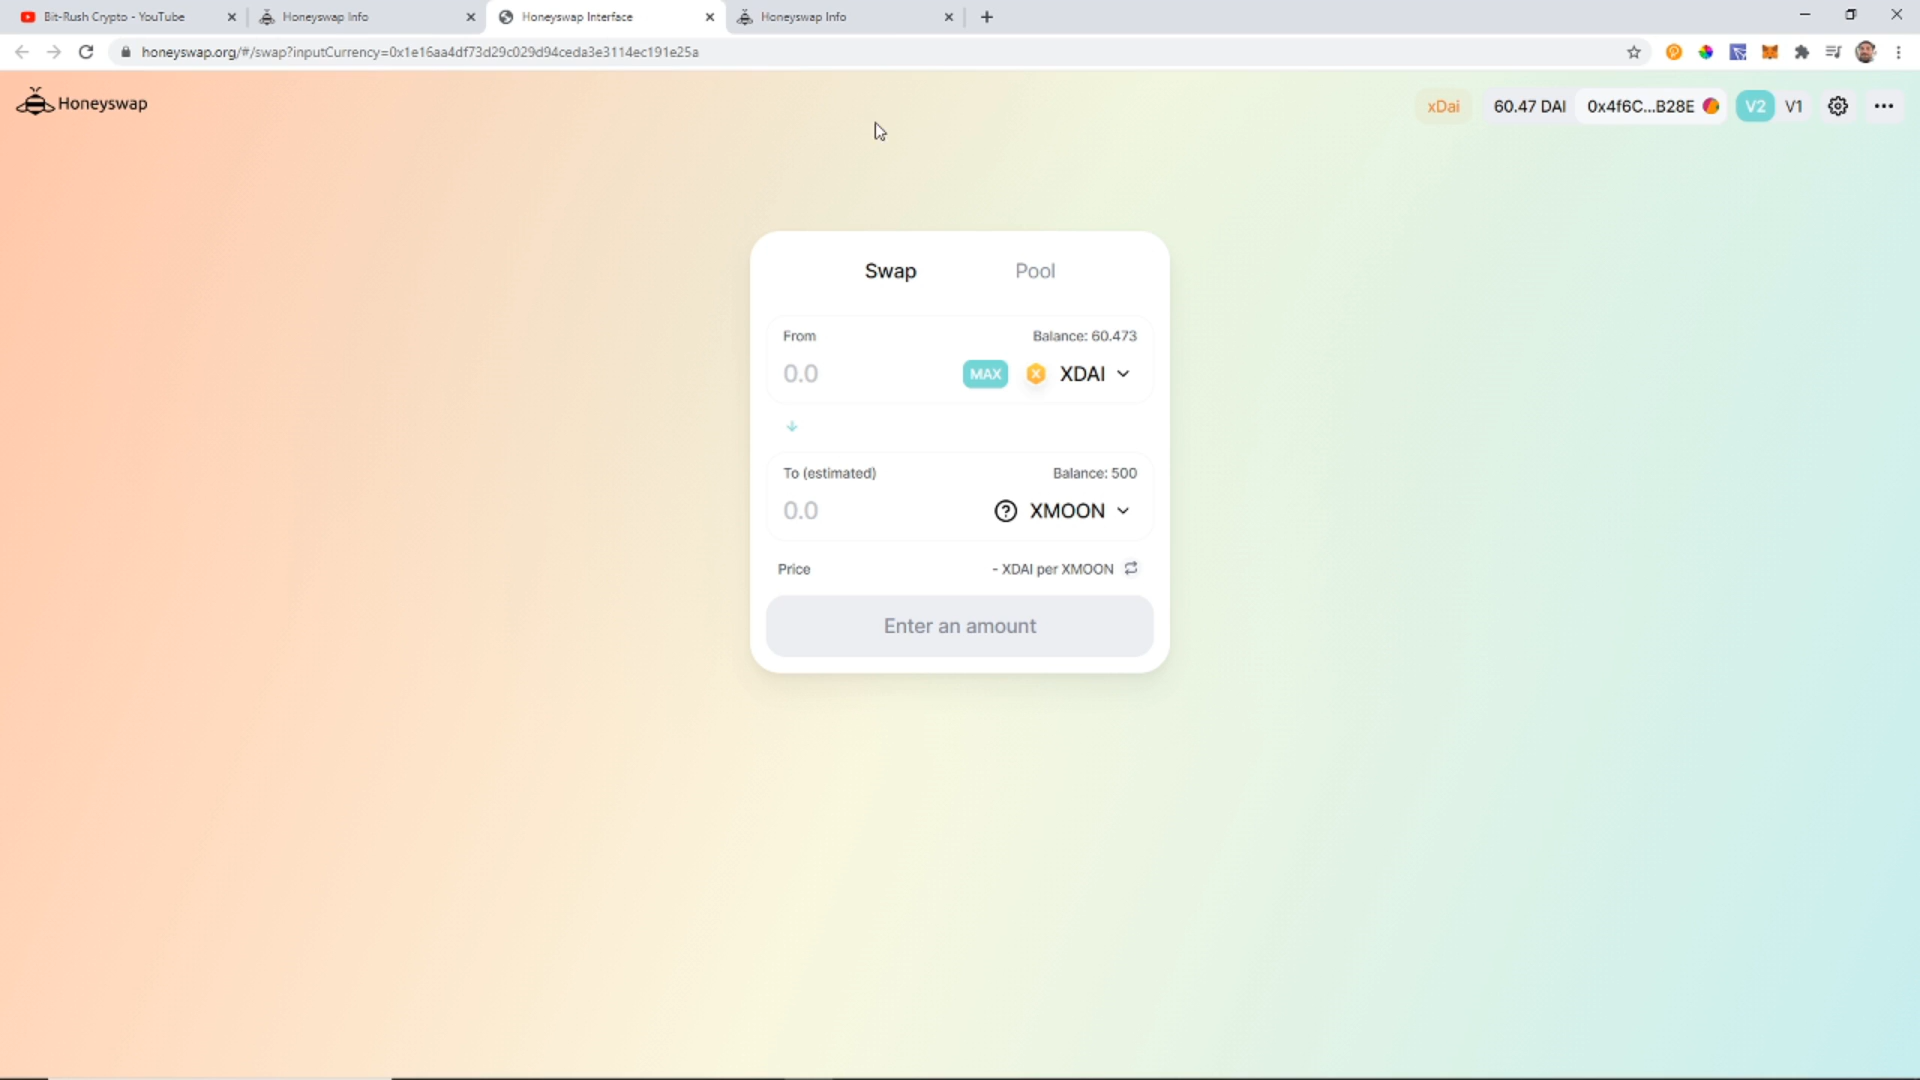 Bit-Rush Crypto - YouTube
Honeyswap Info
Honeyswap Interface
Honeyswap Info
honeyswap.org/#/swap?inputCurrency=0x1e16aa4df73d29c029d94ceda3e3114ec191e25a
Honeyswap
xDai
60.47 DAI
0x4f6C...B28E
V2
V1
Swap
Pool
From
Balance: 60.473
0.0
MAX
XDAI
To (estimated)
Balance: 500
0.0
XMOON
Price
- XDAI per XMOON
Enter an amount